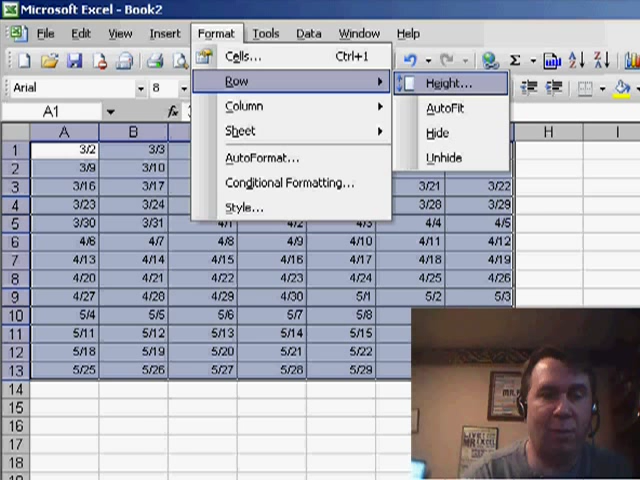 Microsoft Excel - Book2
File Edit View Insert Format Tools Data Window Help
Arial 8 Cells... Ctrl+1
Row Height...
A1 fx Column AutoFit
Sheet Hide
AutoFormat... Unhide
Conditional Formatting...
Style...
A B H I
1 3/2 3/3
2 3/9 3/10
3 3/16 3/17 3/21 3/22
4 3/23 3/24 3/28 3/29
5 3/30 3/31 4/1 4/2 4/3 4/4 4/5
6 4/6 4/7 4/8 4/9 4/10 4/11 4/12
7 4/13 4/14 4/15 4/16 4/17 4/18 4/19
8 4/20 4/21 4/22 4/23 4/24 4/25 4/26
9 4/27 4/28 4/29 4/30 5/1 5/2 5/3
10 5/4 5/5 5/6 5/7 5/8
11 5/11 5/12 5/13 5/14 5/15
12 5/18 5/19 5/20 5/21 5/22
13 5/25 5/26 5/27 5/28 5/29
14
15
16
17
18